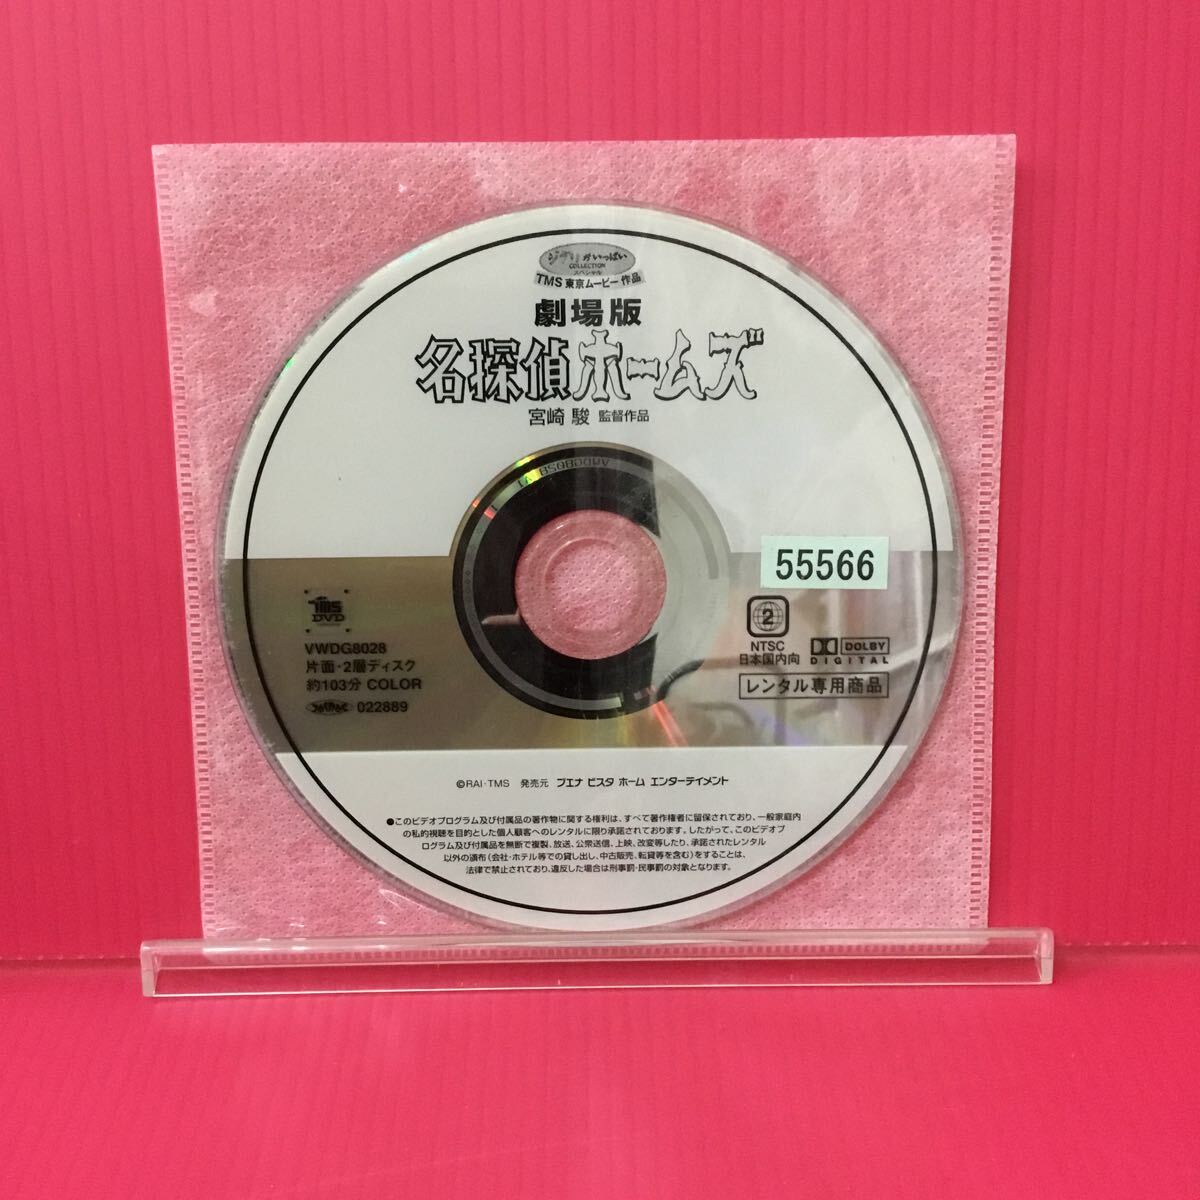 ジブリがいっぱい
COLLECTION
スペシャル
TMS 東京ムービー 作品
劇場版
名探偵ホームズ
宮崎 駿 監督作品
55566
TMS
DVD
VWDG8028
片面・2層ディスク
約103分 COLOR
022889
2
NTSC
日本国内向
DOLBY
DIGITAL
レンタル専用商品
©RAI・TMS 発売元 ブエナ ビスタ ホーム エンターテイメント
●このビデオプログラム及び付属品の著作物に関する権利は、すべて著作権者に留保されており、一般家庭内
の私的視聴を目的とした個人顧客へのレンタルに限り承諾されております。したがって、このビデオプ
ログラム及び付属品を無断で複製、放送、公衆送信、上映、改変等したり、承諾されたレンタル
以外の頒布(会社・ホテル等での貸し出し、中古販売、転貸等を含む)をすることは、
法律で禁止されており、違反した場合は刑事罰・民事罰の対象となります。